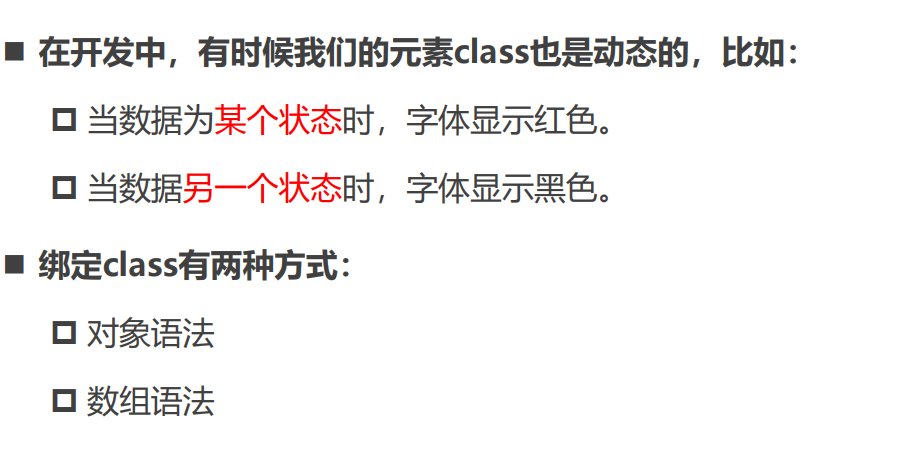 在开发中，有时候我们的元素class也是动态的，比如：
当数据为某个状态时，字体显示红色。
当数据另一个状态时，字体显示黑色。
绑定class有两种方式：
对象语法
数组语法